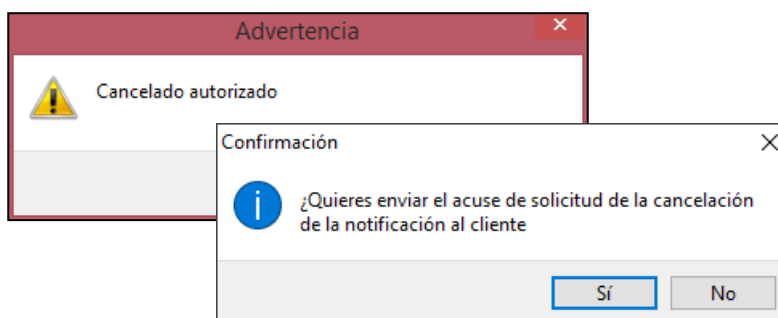 Advertencia
Cancelado autorizado
Confirmación
¿Quieres enviar el acuse de solicitud de la cancelación
de la notificación al cliente
Sí
No